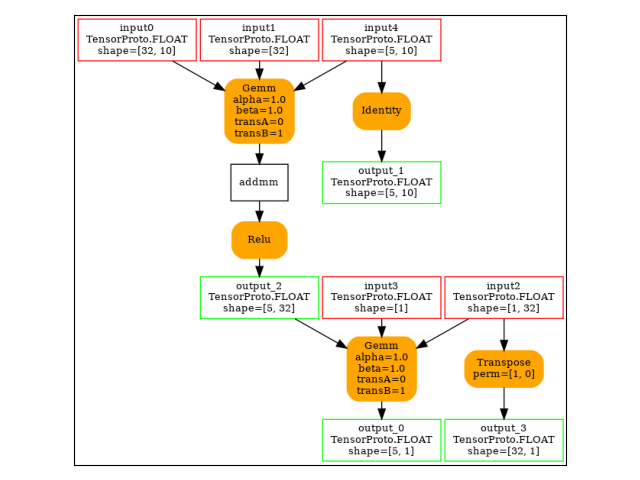 input0
TensorProto.FLOAT
shape=[32, 10]
input1
TensorProto.FLOAT
shape=[32]
input4
TensorProto.FLOAT
shape=[5, 10]
Gemm
alpha=1.0
beta=1.0
transA=0
transB=1
Identity
addmm
output_1
TensorProto.FLOAT
shape=[5, 10]
Relu
output_2
TensorProto.FLOAT
shape=[5, 32]
input3
TensorProto.FLOAT
shape=[1]
input2
TensorProto.FLOAT
shape=[1, 32]
Gemm
alpha=1.0
beta=1.0
transA=0
transB=1
Transpose
perm=[1, 0]
output_0
TensorProto.FLOAT
shape=[5, 1]
output_3
TensorProto.FLOAT
shape=[32, 1]